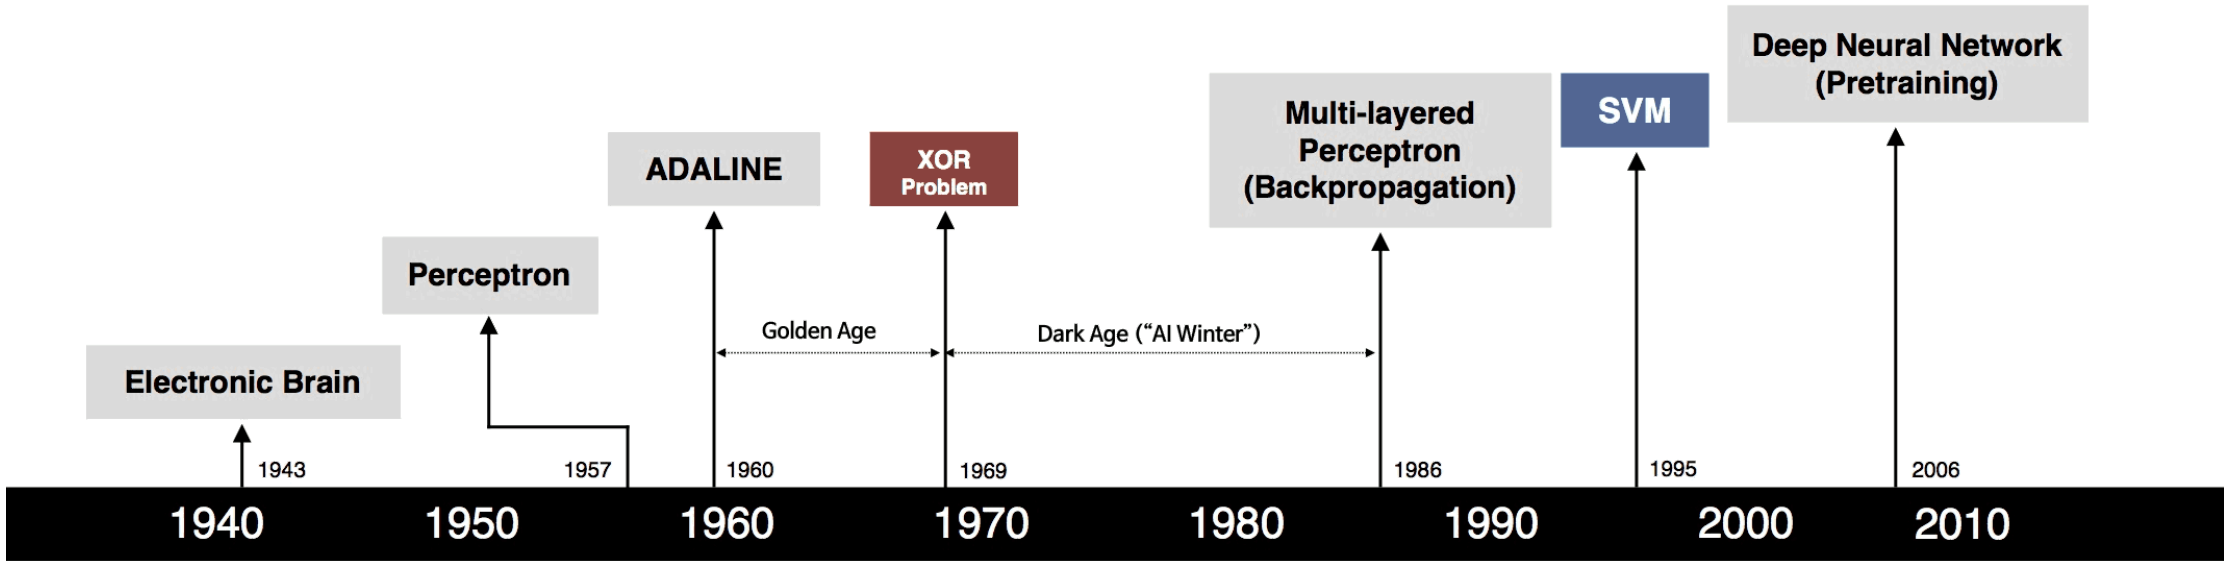 Deep Neural Network
(Pretraining)
Multi-layered
Perceptron
(Backpropagation)
SVM
ADALINE
XOR
Problem
Perceptron
Golden Age
Dark Age (“AI Winter”)
Electronic Brain
1943
1957
1960
1969
1986
1995
2006
1940
1950
1960
1970
1980
1990
2000
2010